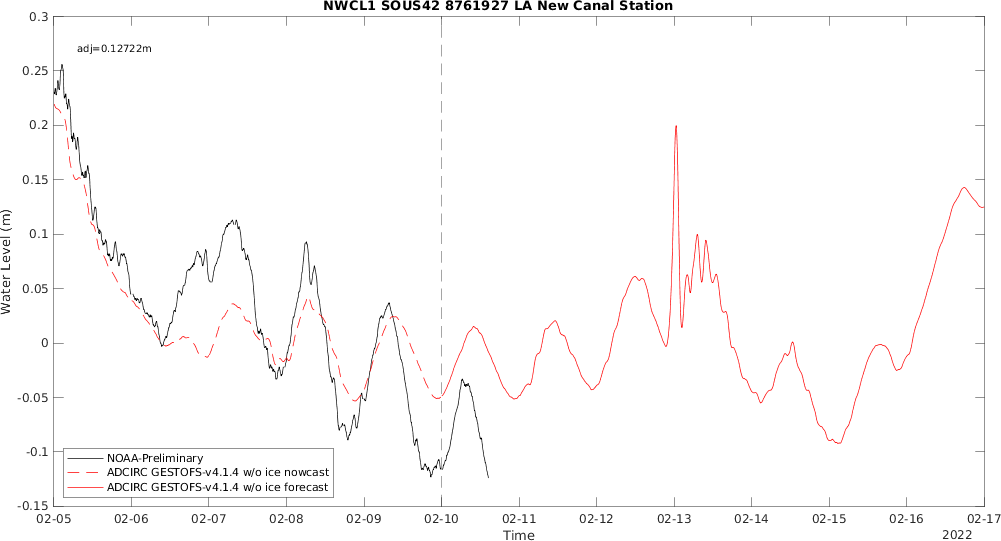 NWCL1 SOUS42 8761927 LA New Canal Station
adj=0.12722m
0.3
0.25
0.2
0.15
0.1
0.05
0
-0.05
-0.1
-0.15
Water Level (m)
NOAA-Preliminary
ADCIRC GESTOFS-v4.1.4 w/o ice nowcast
ADCIRC GESTOFS-v4.1.4 w/o ice forecast
02-05 02-06 02-07 02-08 02-09 02-10 02-11 02-12 02-13 02-14 02-15 02-16 02-17
Time
2022